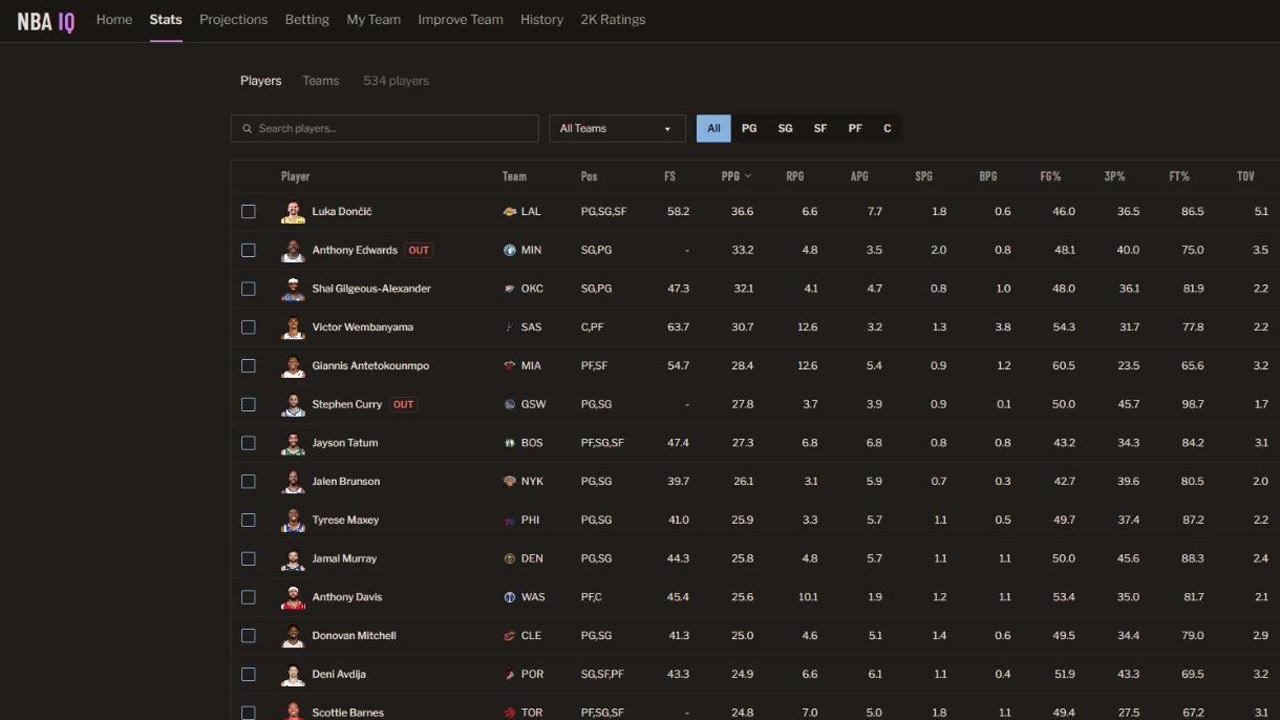 NBA IQ Home Stats Projections Betting My Team Improve Team History 2K Ratings
Players Teams 534 players
Search players... All Teams All PG SG SF PF C
Player Team Pos FS PPG RPG APG SPG BPG FG% 3P% FT% TOV
Luka Dončić LAL PG,SG,SF 58.2 36.6 6.6 7.7 1.8 0.6 46.0 36.5 86.5 5.1
Anthony Edwards OUT MIN SG,PG - 33.2 4.8 3.5 2.0 0.8 48.1 40.0 75.0 3.5
Shai Gilgeous-Alexander OKC SG,PG 47.3 32.1 4.1 4.7 0.8 1.0 48.0 36.1 81.9 2.2
Victor Wembanyama SAS C,PF 63.7 30.7 12.6 3.2 1.3 3.8 54.3 31.7 77.8 2.2
Giannis Antetokounmpo MIA PF,SF 54.7 28.4 12.6 5.4 0.9 1.2 60.5 23.5 65.6 3.2
Stephen Curry OUT GSW PG,SG - 27.8 3.7 3.9 0.9 0.1 50.0 45.7 98.7 1.7
Jayson Tatum BOS PF,SG,SF 47.4 27.3 6.8 6.8 0.8 0.8 43.2 34.3 84.2 3.1
Jalen Brunson NYK PG,SG 39.7 26.1 3.1 5.9 0.7 0.3 42.7 39.6 80.5 2.0
Tyrese Maxey PHI PG,SG 41.0 25.9 3.3 5.7 1.1 0.5 49.7 37.4 87.2 2.2
Jamal Murray DEN PG,SG 44.3 25.8 4.8 5.7 1.1 1.1 50.0 45.6 88.3 2.4
Anthony Davis WAS PF,C 45.4 25.6 10.1 1.9 1.2 1.1 53.4 35.0 81.7 2.1
Donovan Mitchell CLE PG,SG 41.3 25.0 4.6 5.1 1.4 0.6 49.5 34.4 79.0 2.9
Deni Avdija POR SG,SF,PF 43.3 24.9 6.6 6.1 1.1 0.4 51.9 43.3 69.5 3.2
Scottie Barnes TOR PF,SG,SF - 24.8 7.0 5.0 1.8 1.1 49.4 27.5 67.2 3.1